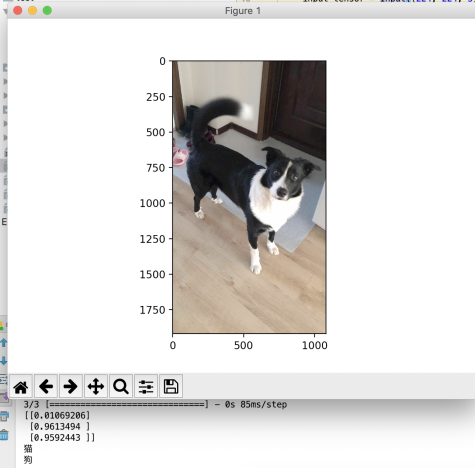 Figure 1
0
250
500
750
1000
1250
1500
1750
0 500 1000
3/3 [==============================] - 0s 85ms/step
[[0.01069206]
[0.9613494 ]
[0.9592443 ]]
猫
狗